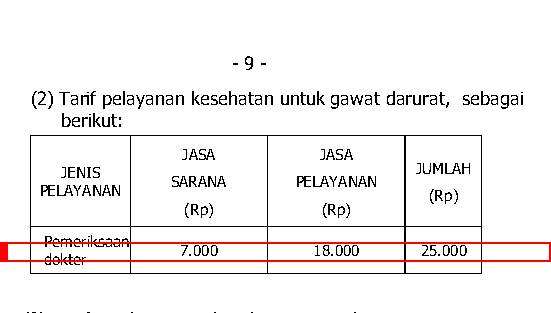 - 9 -
(2) Tarif pelayanan kesehatan untuk gawat darurat, sebagai
berikut:
JENIS PELAYANAN JASA SARANA (Rp) JASA PELAYANAN (Rp) JUMLAH (Rp)
Pemeriksaan dokter 7.000 18.000 25.000